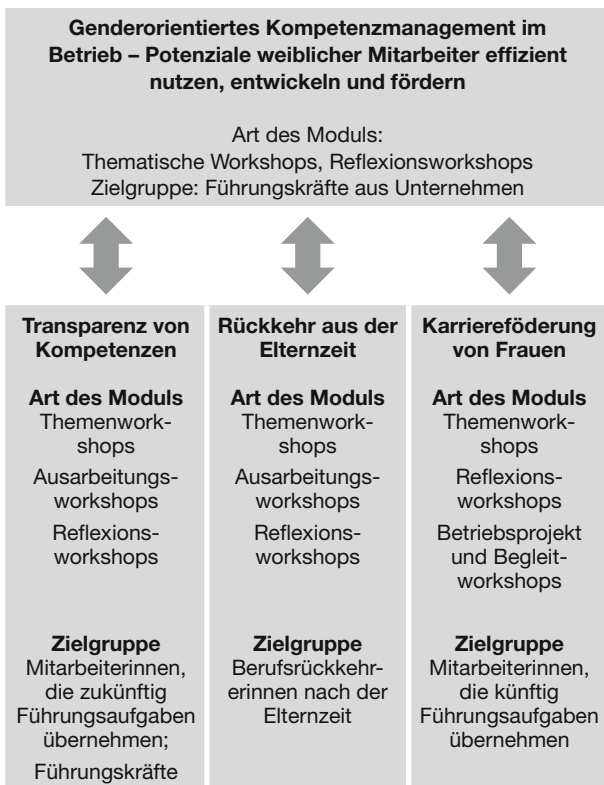 Genderorientiertes Kompetenzmanagement im
Betrieb – Potenziale weiblicher Mitarbeiter effizient
nutzen, entwickeln und fördern
Art des Moduls:
Thematische Workshops, Reflexionsworkshops
Zielgruppe: Führungskräfte aus Unternehmen
Transparenz von
Kompetenzen
Art des Moduls
Themenwork-
shops
Ausarbeitungs-
workshops
Reflexions-
workshops
Zielgruppe
Mitarbeiterinnen,
die zukünftig
Führungsaufgaben
übernehmen;
Führungskräfte
Rückkehr aus der
Elternzeit
Art des Moduls
Themenwork-
shops
Ausarbeitungs-
workshops
Reflexions-
workshops
Zielgruppe
Berufsrückkehr-
erinnen nach der
Elternzeit
Karriereföderung
von Frauen
Art des Moduls
Themenwork-
shops
Reflexions-
workshops
Betriebsprojekt
und Begleit-
workshops
Zielgruppe
Mitarbeiterinnen,
die künftig
Führungsaufgaben
übernehmen